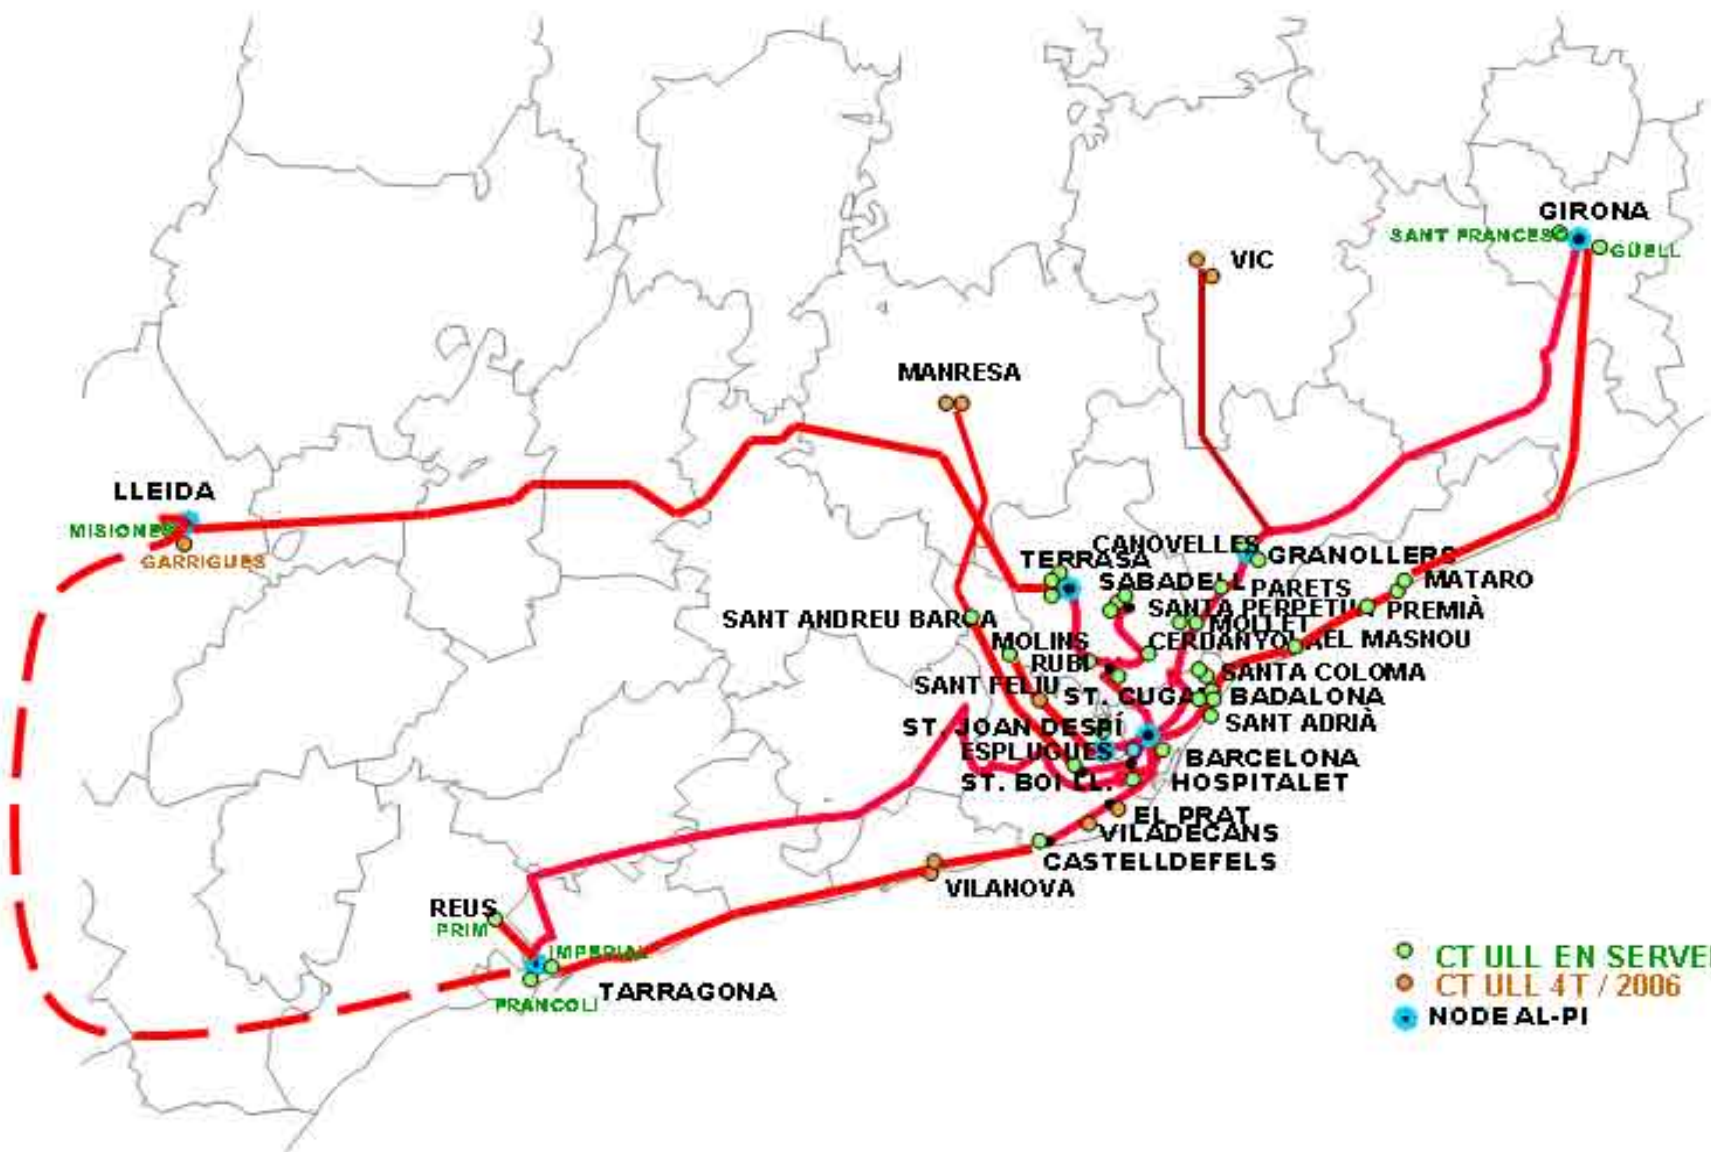 GIRONA
SANT FRANCESC
GÜELL
VIC
MANRESA
LLEIDA
MISIONES
GARRIGUES
CANOVELLES
GRANOLLERS
TERRASA
SABADELL
PARETS
MATARO
SANTA PERPETU
PREMIÀ
SANT ANDREU BARCA
MOLLET
MOLINS
CERDANYOLA
EL MASNOU
RUBI
SANTA COLOMA
SANT FELIU
ST. CUGAT
BADALONA
SANT ADRIÀ
ST. JOAN DESPÍ
ESPLUGUES
BARCELONA
ST. BOI LL.
HOSPITALET
EL PRAT
VILADECANS
CASTELLDEFELS
VILANOVA
REUS
PRIM
IMPERIAL
TARRAGONA
FRANCOLI
CT ULL EN SERVEI
CT ULL 4T / 2006
NODE AL-PI